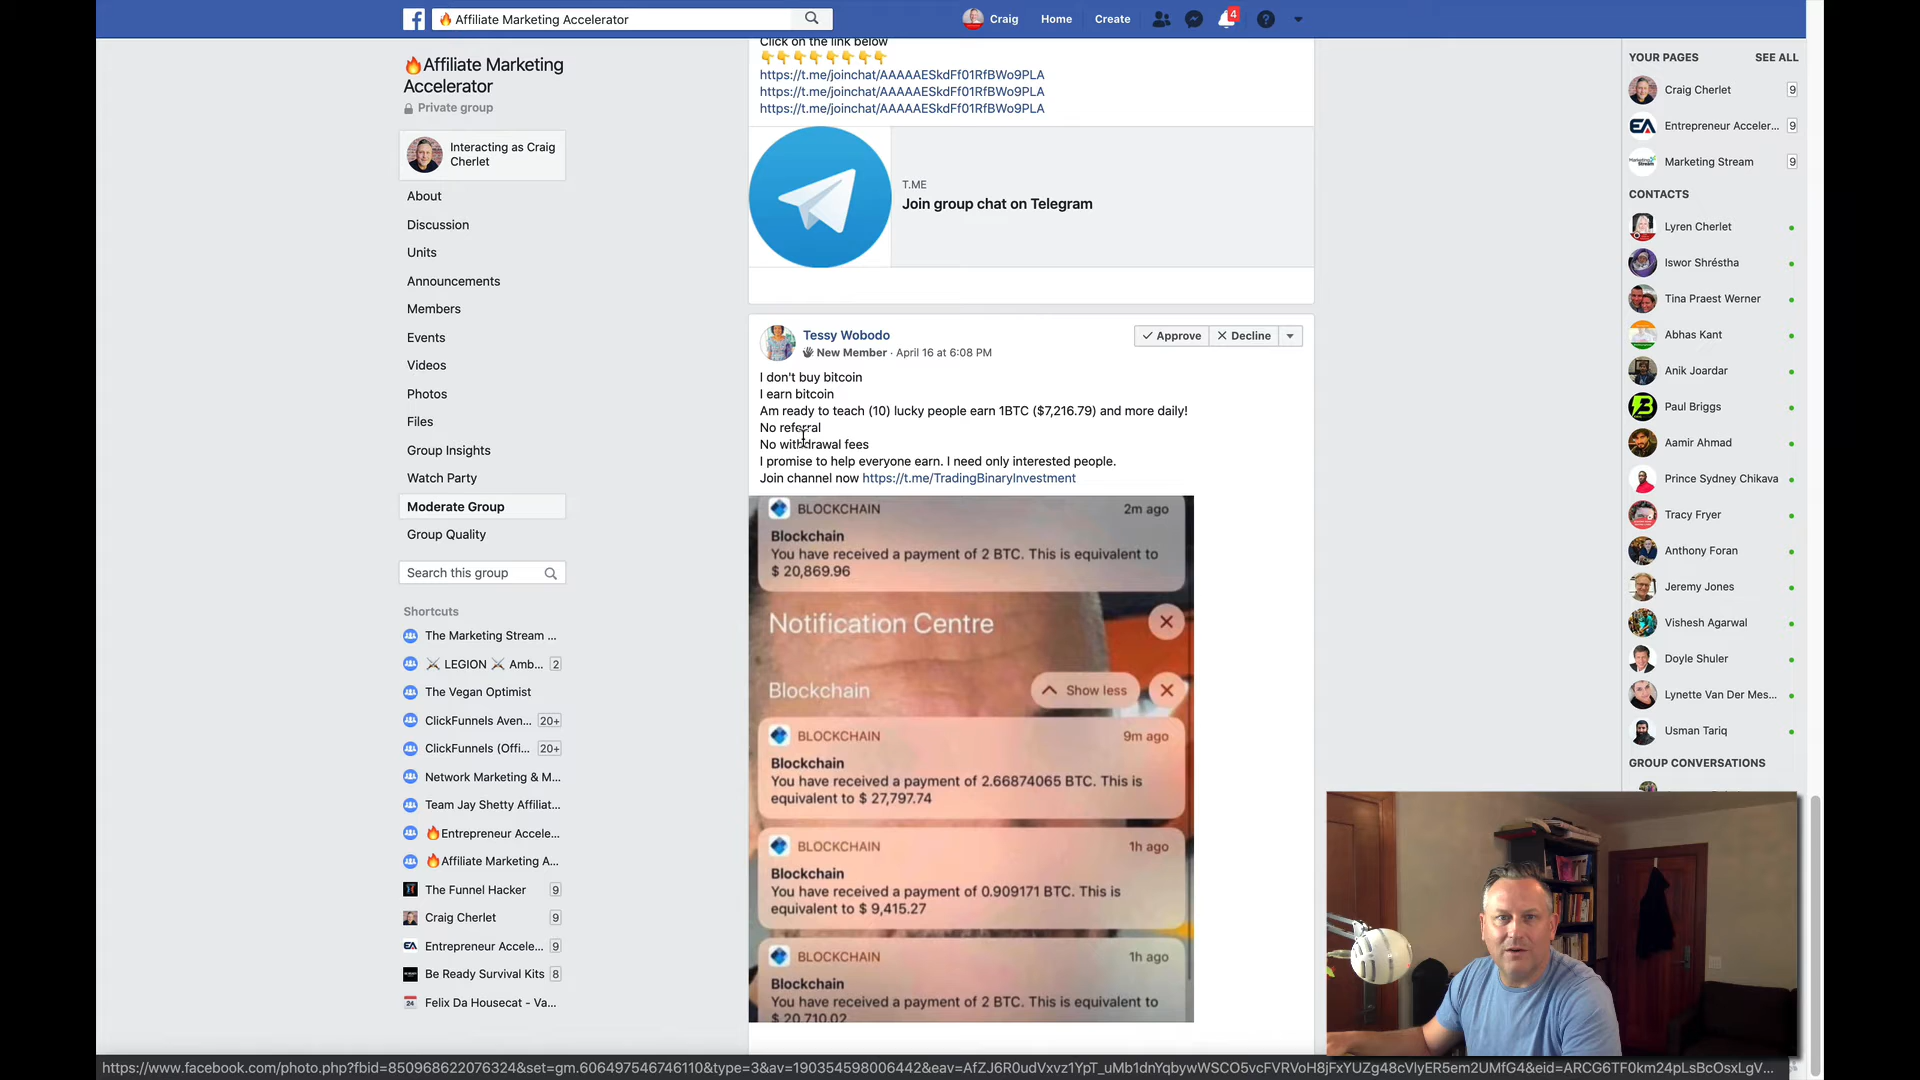 🔥 Affiliate Marketing Accelerator
Craig
Home
Create
4
🔥Affiliate Marketing
Accelerator
Private group
Interacting as Craig
Cherlet
About
Discussion
Units
Announcements
Members
Events
Videos
Photos
Files
Group Insights
Watch Party
Moderate Group
Group Quality
Search this group
Shortcuts
The Marketing Stream ...
⚔️ LEGION ⚔️ Amb... 2
The Vegan Optimist
ClickFunnels Aven... 20+
ClickFunnels (Offi... 20+
Network Marketing & M...
Team Jay Shetty Affiliat...
🔥Entrepreneur Accele...
🔥Affiliate Marketing A...
The Funnel Hacker 9
Craig Cherlet 9
EA Entrepreneur Accele... 9
Be Ready Survival Kits 8
24 Felix Da Housecat - Va...
Click on the link below
👇👇👇👇👇👇👇👇
https://t.me/joinchat/AAAAAESkdFf01RfBWo9PLA
https://t.me/joinchat/AAAAAESkdFf01RfBWo9PLA
https://t.me/joinchat/AAAAAESkdFf01RfBWo9PLA
T.ME
Join group chat on Telegram
Tessy Wobodo
👋 New Member · April 16 at 6:08 PM
Approve
Decline
I don't buy bitcoin
I earn bitcoin
Am ready to teach (10) lucky people earn 1BTC ($7,216.79) and more daily!
No referral
No withdrawal fees
I promise to help everyone earn. I need only interested people.
Join channel now https://t.me/TradingBinaryInvestment
BLOCKCHAIN 2m ago
Blockchain
You have received a payment of 2 BTC. This is equivalent to
$ 20,869.96
Notification Centre
Blockchain
Show less
BLOCKCHAIN 9m ago
Blockchain
You have received a payment of 2.66874065 BTC. This is
equivalent to $ 27,797.74
BLOCKCHAIN 1h ago
Blockchain
You have received a payment of 0.909171 BTC. This is
equivalent to $ 9,415.27
BLOCKCHAIN 1h ago
Blockchain
You have received a payment of 2 BTC. This is equivalent to
$ 20,710.02
YOUR PAGES SEE ALL
Craig Cherlet 9
EA Entrepreneur Acceler... 9
Marketing Stream 9
CONTACTS
Lyren Cherlet
Iswor Shréstha
Tina Praest Werner
Abhas Kant
Anik Joardar
Paul Briggs
Aamir Ahmad
Prince Sydney Chikava
Tracy Fryer
Anthony Foran
Jeremy Jones
Vishesh Agarwal
Doyle Shuler
Lynette Van Der Mes...
Usman Tariq
GROUP CONVERSATIONS